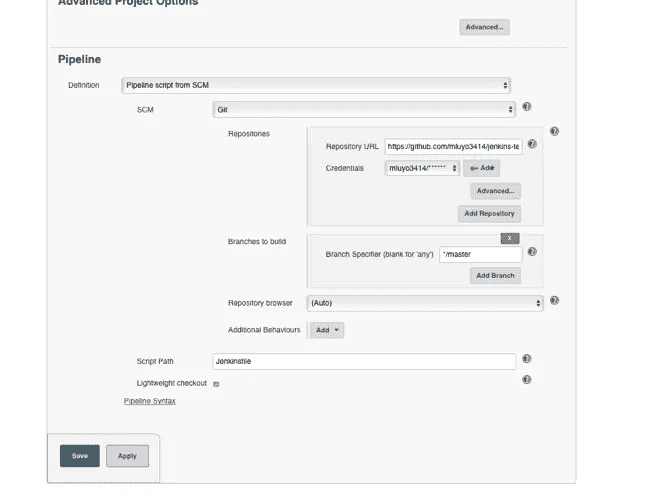 Advanced Project Options
Advanced...
Pipeline
Definition Pipeline script from SCM
SCM Git
Repositories
Repository URL https://github.com/mluyo3414/jenkins-te
Credentials mluyo3414/****** Add
Advanced...
Add Repository
Branches to build
X
Branch Specifier (blank for 'any') */master
Add Branch
Repository browser (Auto)
Additional Behaviours Add
Script Path Jenkinsfile
Lightweight checkout
Pipeline Syntax
Save Apply